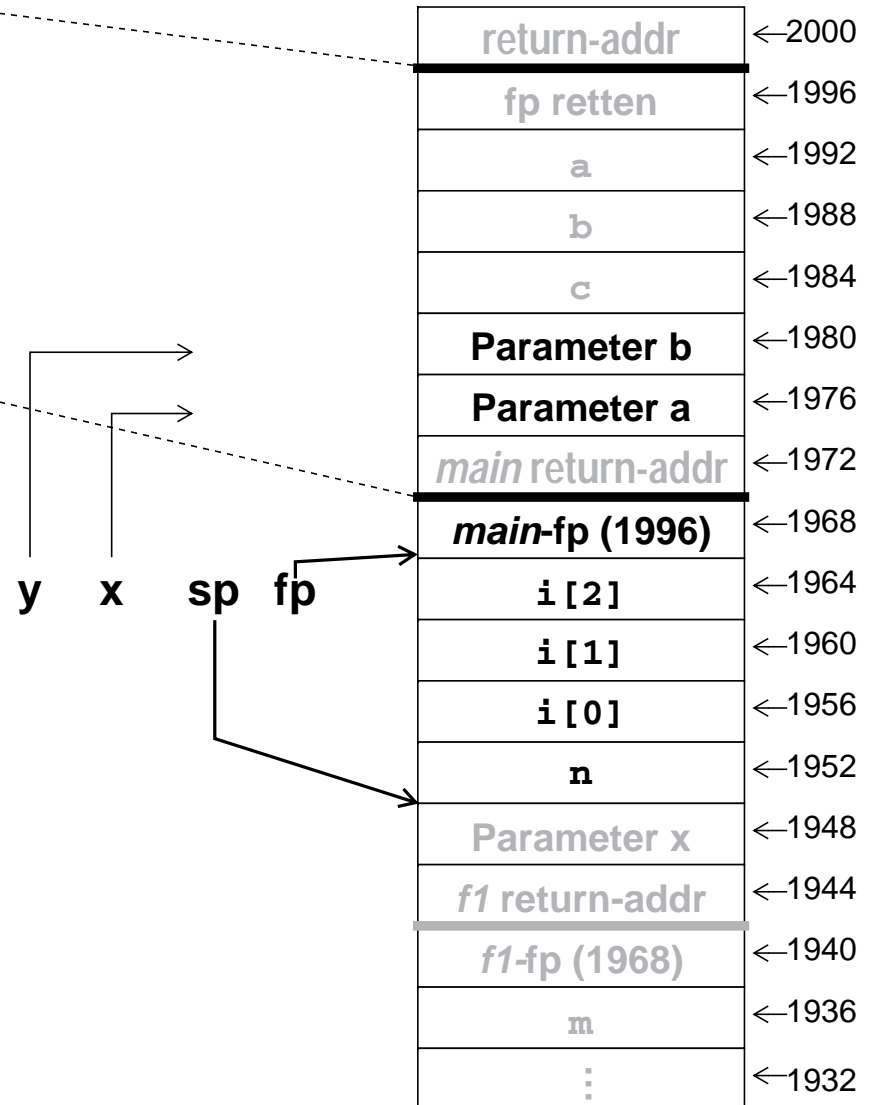 return-addr ←2000
fp retten ←1996
a ←1992
b ←1988
c ←1984
Parameter b ←1980
Parameter a ←1976
main return-addr ←1972
main-fp (1996) ←1968
y x sp fp i[2] ←1964
i[1] ←1960
i[0] ←1956
n ←1952
Parameter x ←1948
f1 return-addr ←1944
f1-fp (1968) ←1940
m ←1936
⋮ ←1932